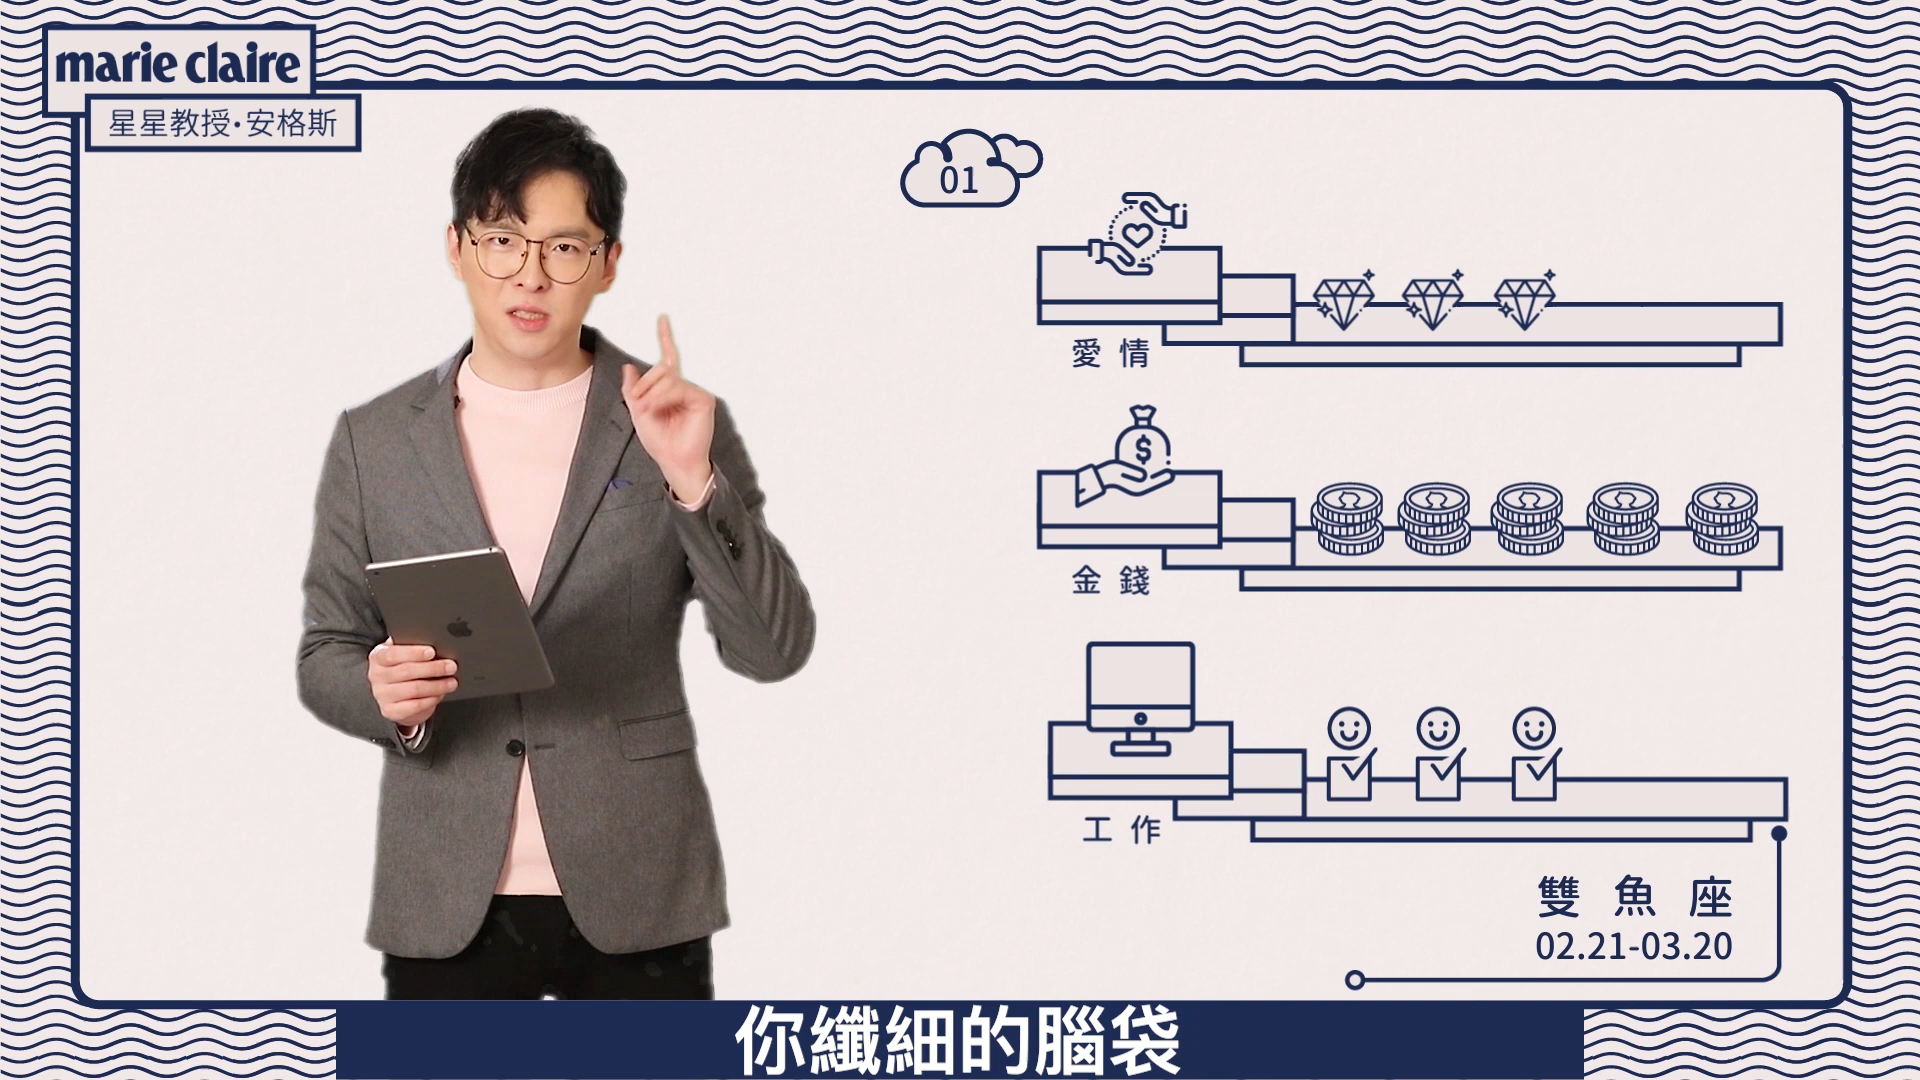 marie claire
星星教授•安格斯
01
愛情
$
金錢
工作
雙魚座
02.21-03.20
你纖細的腦袋